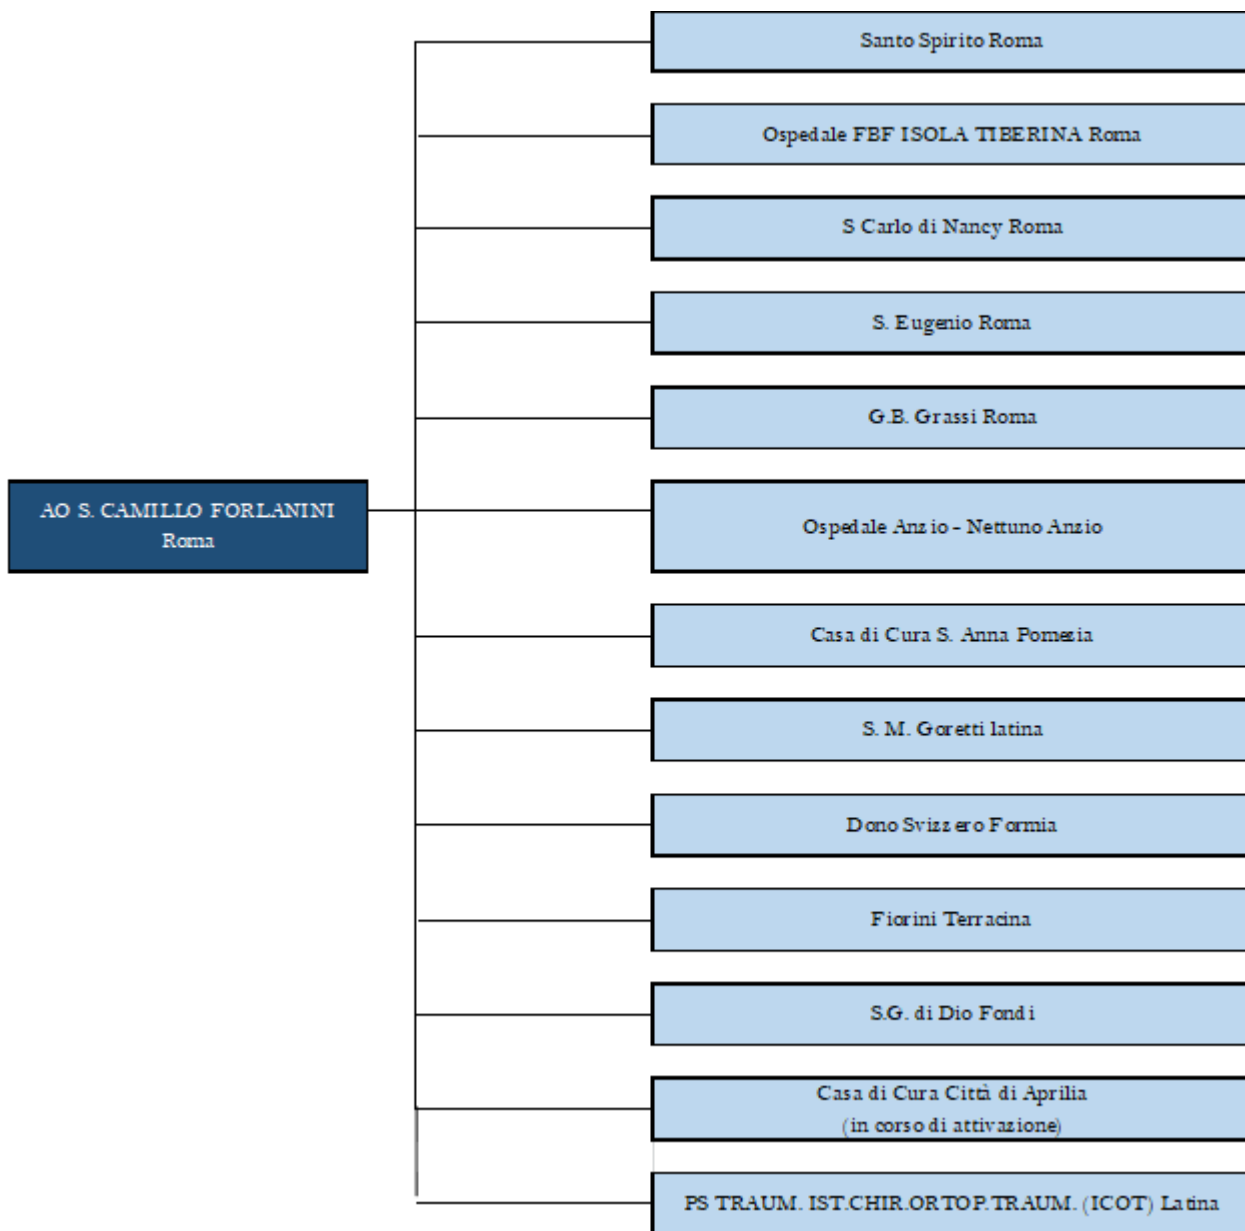 Santo Spirito Roma
Ospedale FBF ISOLA TIBERINA Roma
S Carlo di Nancy Roma
S. Eugenio Roma
G.B. Grassi Roma
AO S. CAMILLO FORLANINI
Roma
Ospedale Anzio - Nettuno Anzio
Casa di Cura S. Anna Pomezia
S. M. Goretti latina
Dono Svizzero Formia
Fiorini Terracina
S.G. di Dio Fondi
Casa di Cura Città di Aprilia
(in corso di attivazione)
PS TRAUM. IST.CHIR.ORTOP.TRAUM. (ICOT) Latina